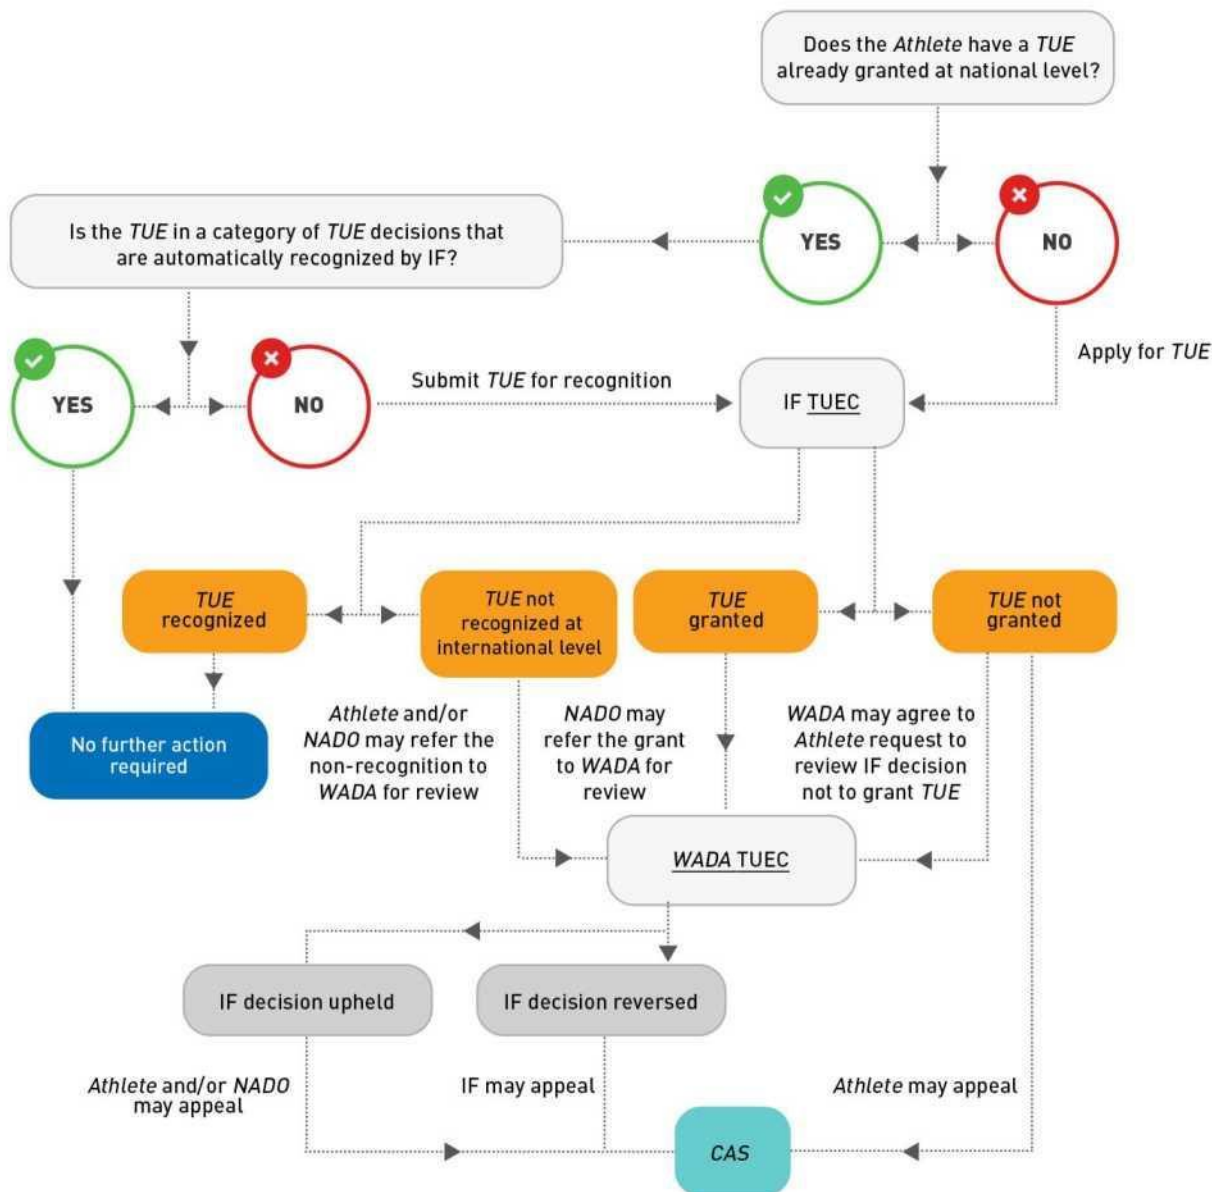 Does the Athlete have a TUE
already granted at national level?
YES
NO
Is the TUE in a category of TUE decisions that
are automatically recognized by IF?
YES
NO
Submit TUE for recognition
IF TUEC
Apply for TUE
TUE
recognized
TUE not
recognized at
international level
TUE
granted
TUE not
granted
No further action
required
Athlete and/or
NADO may refer the
non-recognition to
WADA for review
NADO may
refer the grant
to WADA for
review
WADA may agree to
Athlete request to
review IF decision
not to grant TUE
WADA TUEC
IF decision upheld
IF decision reversed
Athlete and/or NADO
may appeal
IF may appeal
Athlete may appeal
CAS